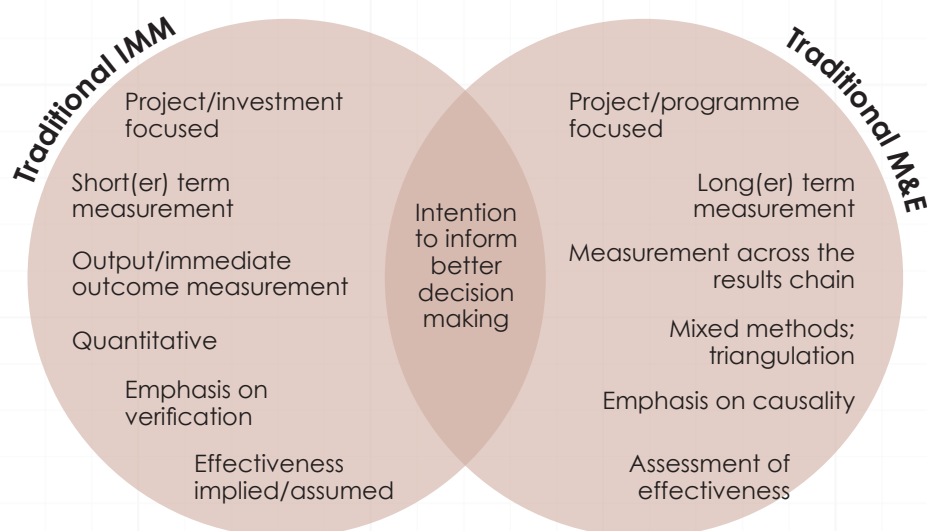 Traditional IMM
Project/investment
focused
Short(er) term
measurement
Output/immediate
outcome measurement
Quantitative
Emphasis on
verification
Effectiveness
implied/assumed
Intention
to inform
better
decision
making
Traditional M&E
Project/programme
focused
Long(er) term
measurement
Measurement across the
results chain
Mixed methods;
triangulation
Emphasis on causality
Assessment of
effectiveness